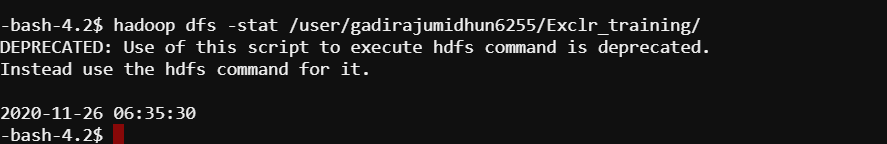 -bash-4.2$ hadoop dfs -stat /user/gadirajumidhun6255/Exclr_training/
DEPRECATED: Use of this script to execute hdfs command is deprecated.
Instead use the hdfs command for it.
2020-11-26 06:35:30
-bash-4.2$